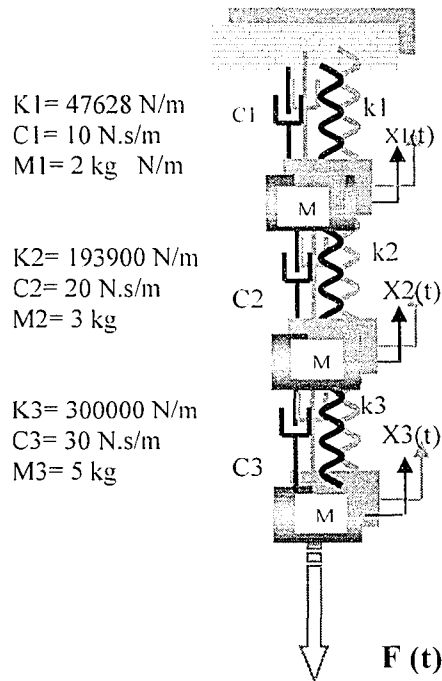 K1= 47628 N/m
C1= 10 N.s/m
M1= 2 kg N/m
C1
k1
X1(t)
M
K2= 193900 N/m
C2= 20 N.s/m
M2= 3 kg
C2
k2
X2(t)
M
K3= 300000 N/m
C3= 30 N.s/m
M3= 5 kg
C3
k3
X3(t)
M
F (t)